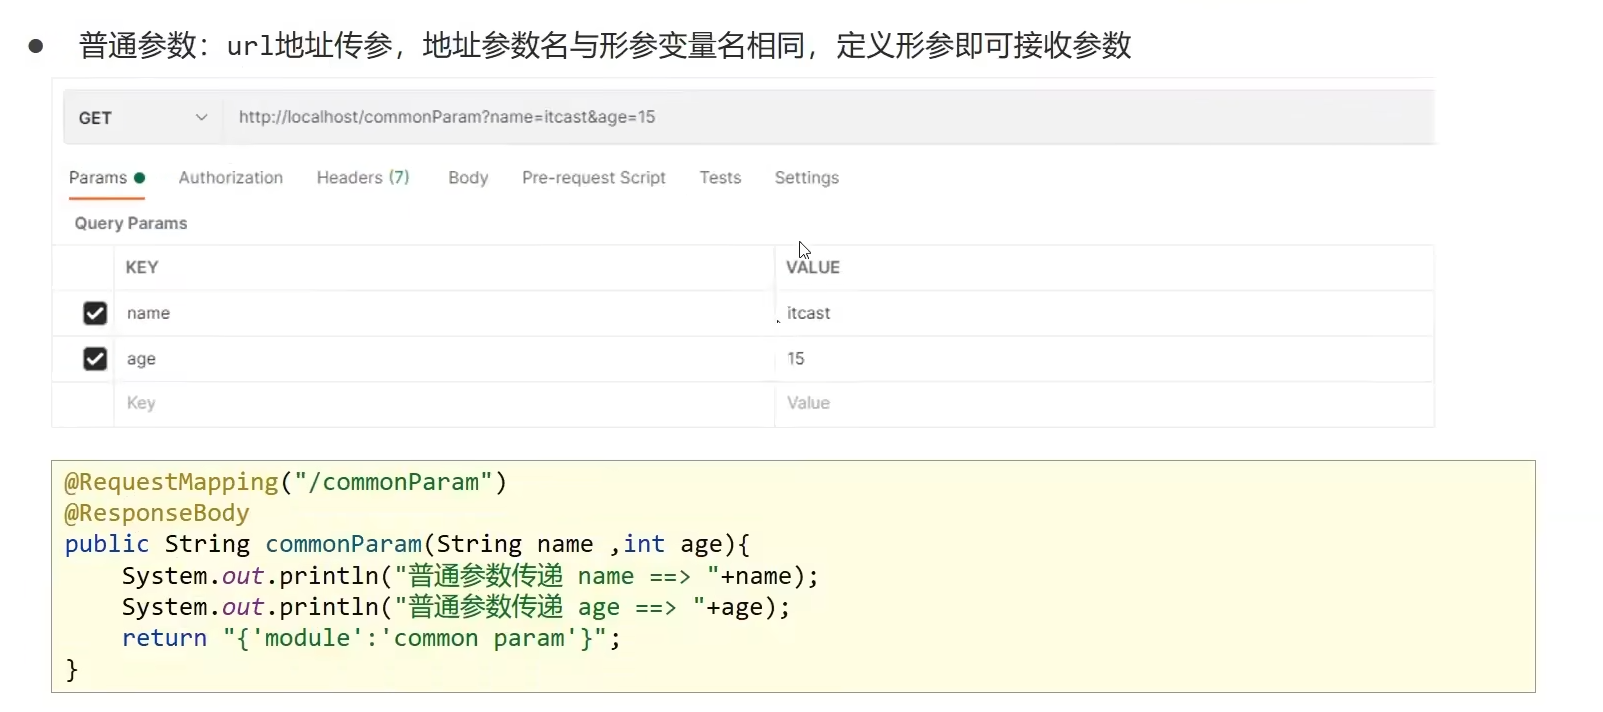 普通参数：url地址传参，地址参数名与形参变量名相同，定义形参即可接收参数
GET http://localhost/commonParam?name=itcast&age=15
Params Authorization Headers (7) Body Pre-request Script Tests Settings
Query Params
KEY VALUE
name itcast
age 15
Key Value
@RequestMapping("/commonParam")
@ResponseBody
public String commonParam(String name ,int age){
    System.out.println("普通参数传递 name ==> "+name);
    System.out.println("普通参数传递 age ==> "+age);
    return "{'module':'common param'}";
}